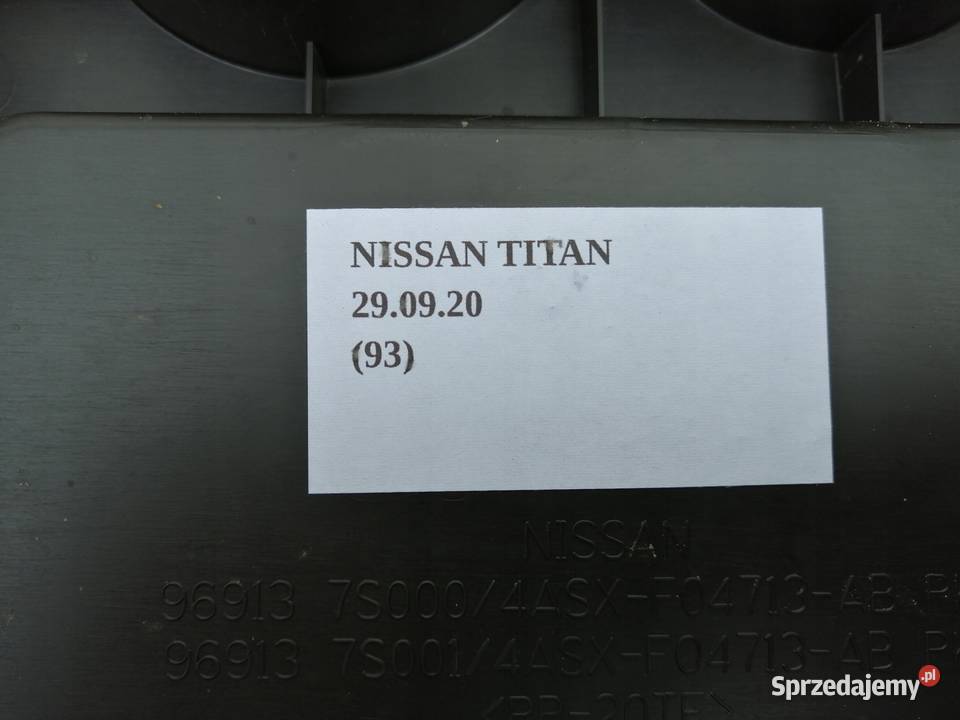 NISSAN TITAN
29.09.20
(93)
NISSAN
96913 7S000/4ASX-F04713-AB
96913 7S001/4ASX-F04713-AB
Sprzedajemy.pl